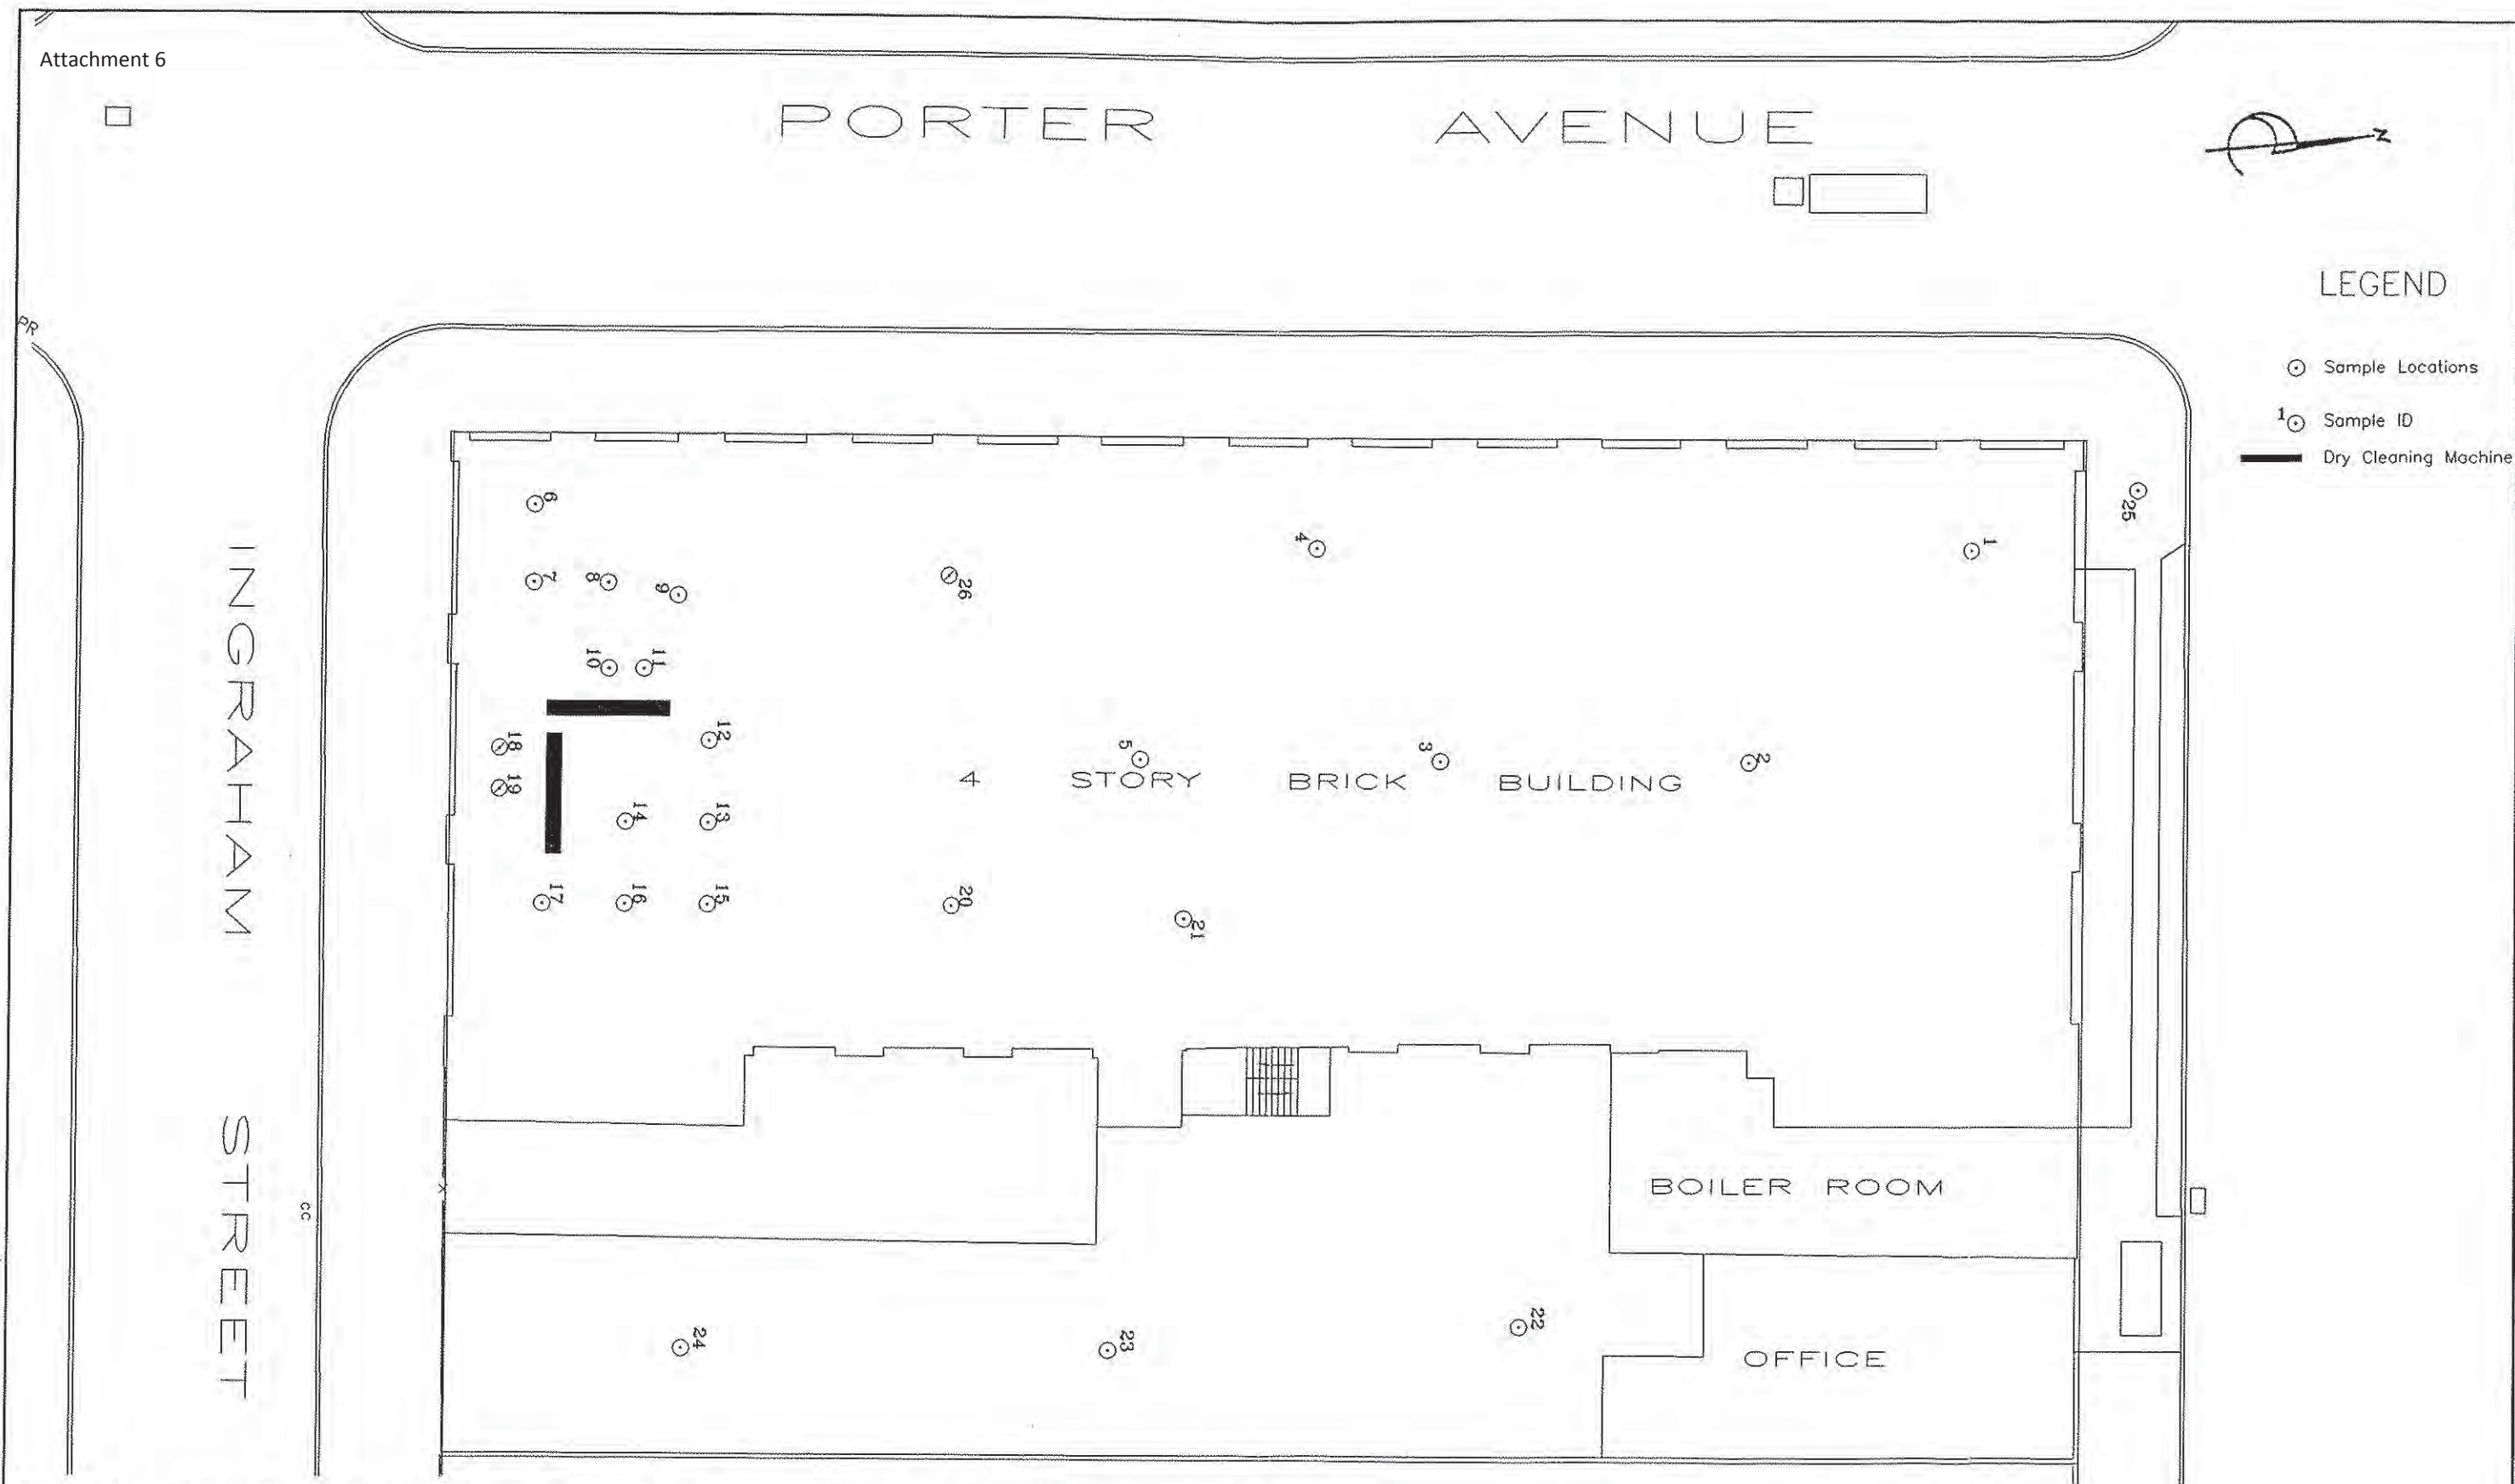 Attachment 6
PORTER AVENUE
N
LEGEND
Sample Locations
1 Sample ID
Dry Cleaning Machine
PR
INGRAHAM STREET
CC
6
7
8
9
10
11
12
13
14
15
16
17
18
19
26
4
1
25
5
3
2
4 STORY BRICK BUILDING
20
21
X
BOILER ROOM
OFFICE
22
23
24